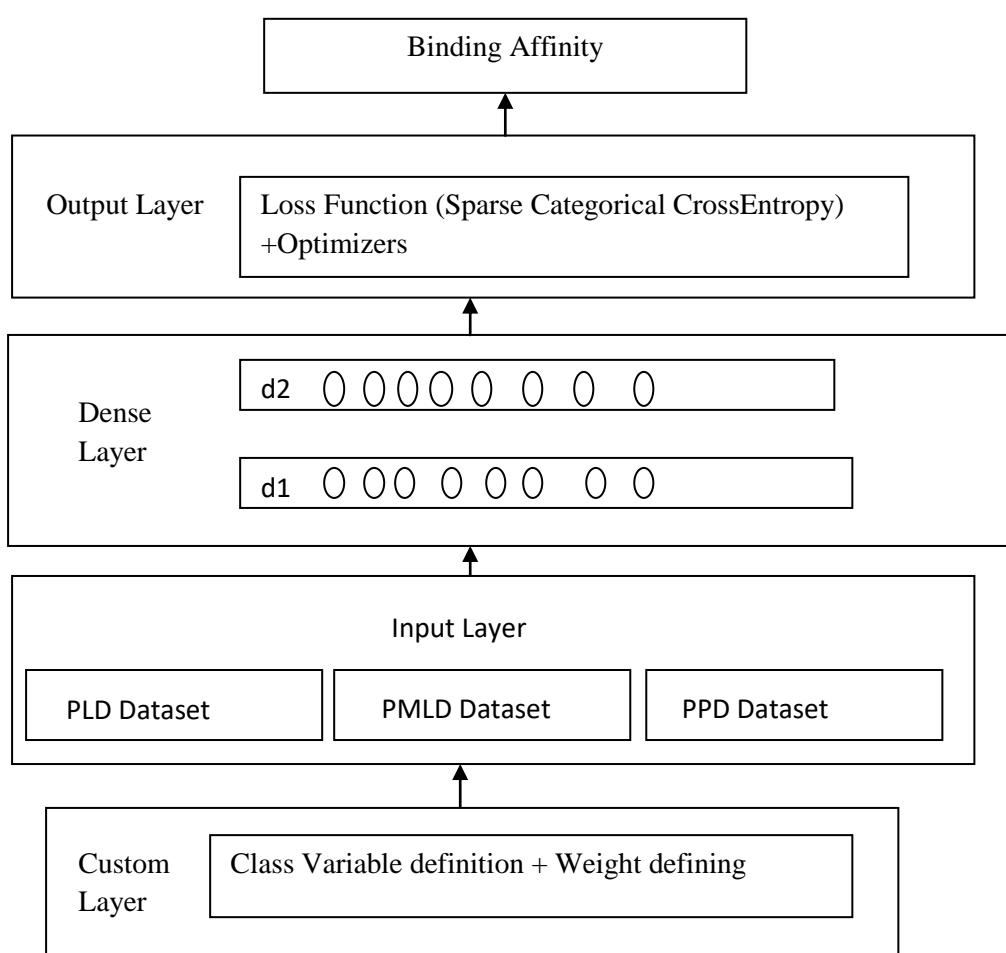 Binding Affinity
Output Layer
Loss Function (Sparse Categorical CrossEntropy)
+Optimizers
Dense
Layer
d2
d1
Input Layer
PLD Dataset
PMLD Dataset
PPD Dataset
Custom
Layer
Class Variable definition + Weight defining